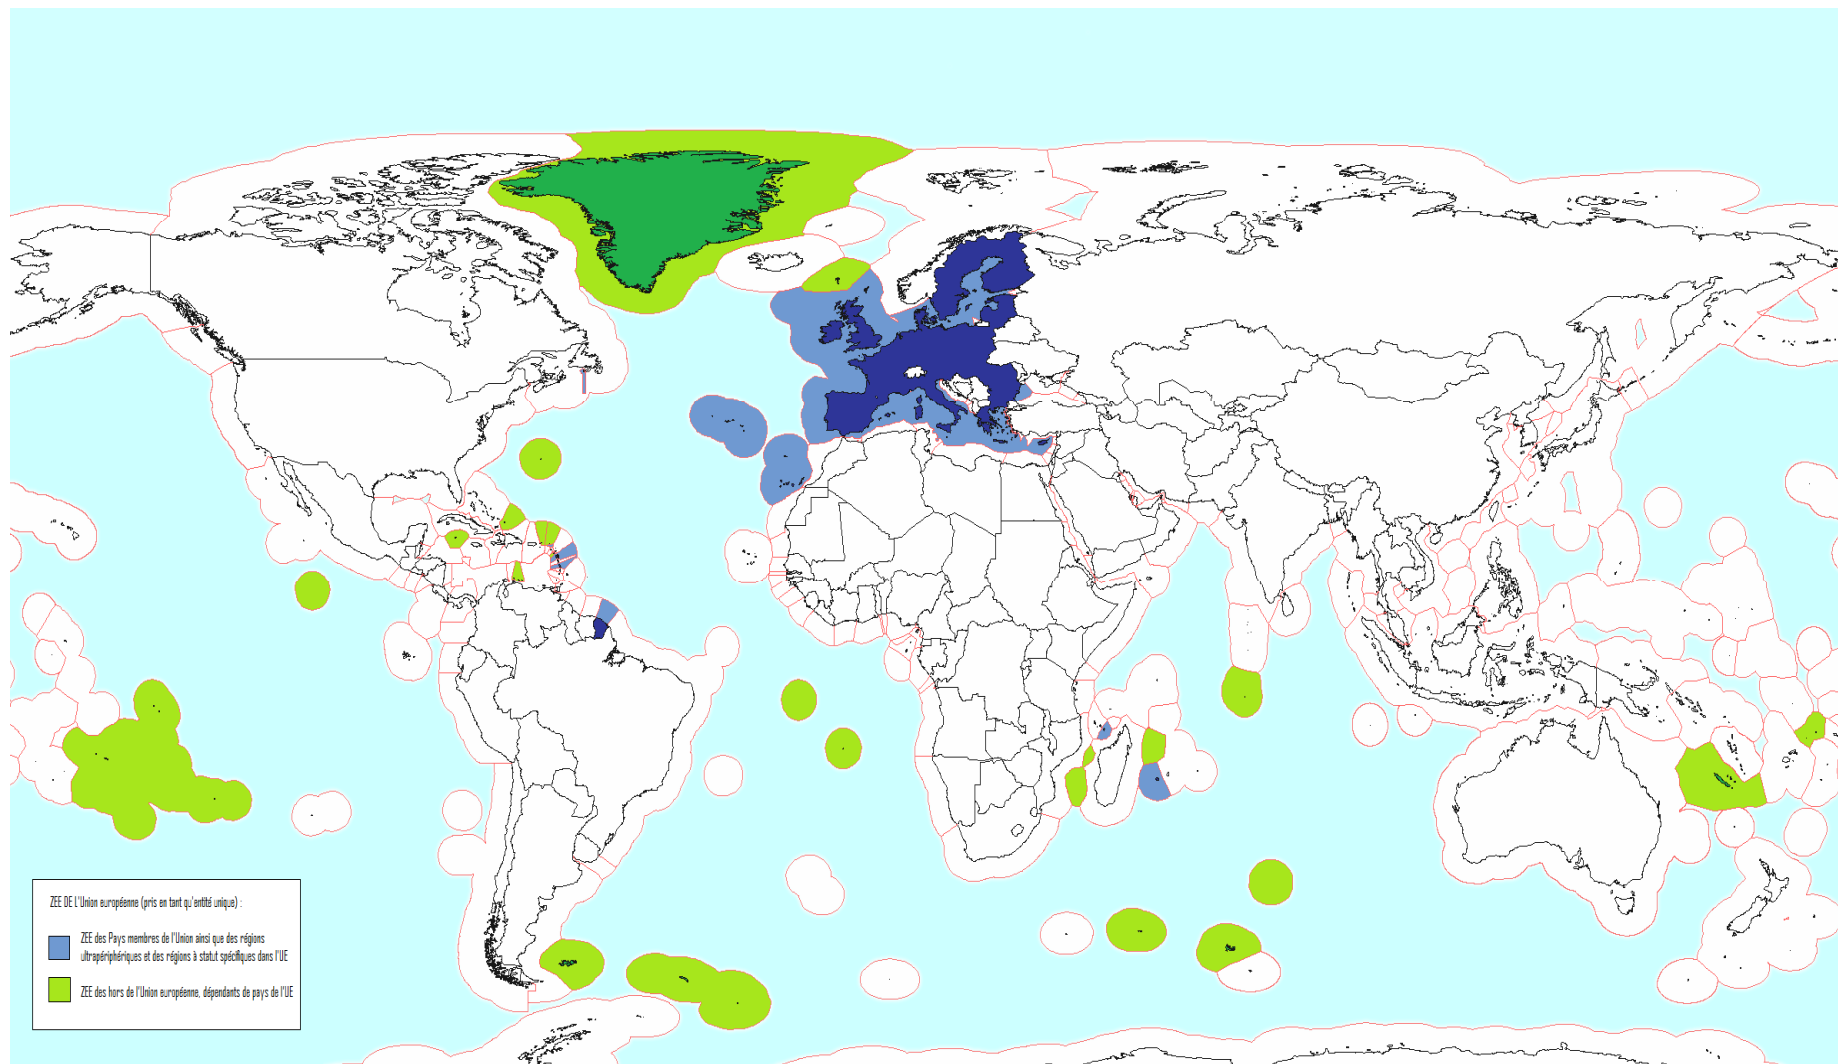 ZEE DE L'Union européenne (pris en tant qu'entité unique) :
ZEE des Pays membres de l'Union ainsi que des régions
ultrapériphériques et des régions à statut spécifiques dans l'UE
ZEE des hors de l'Union européenne, dépendants de pays de l'UE